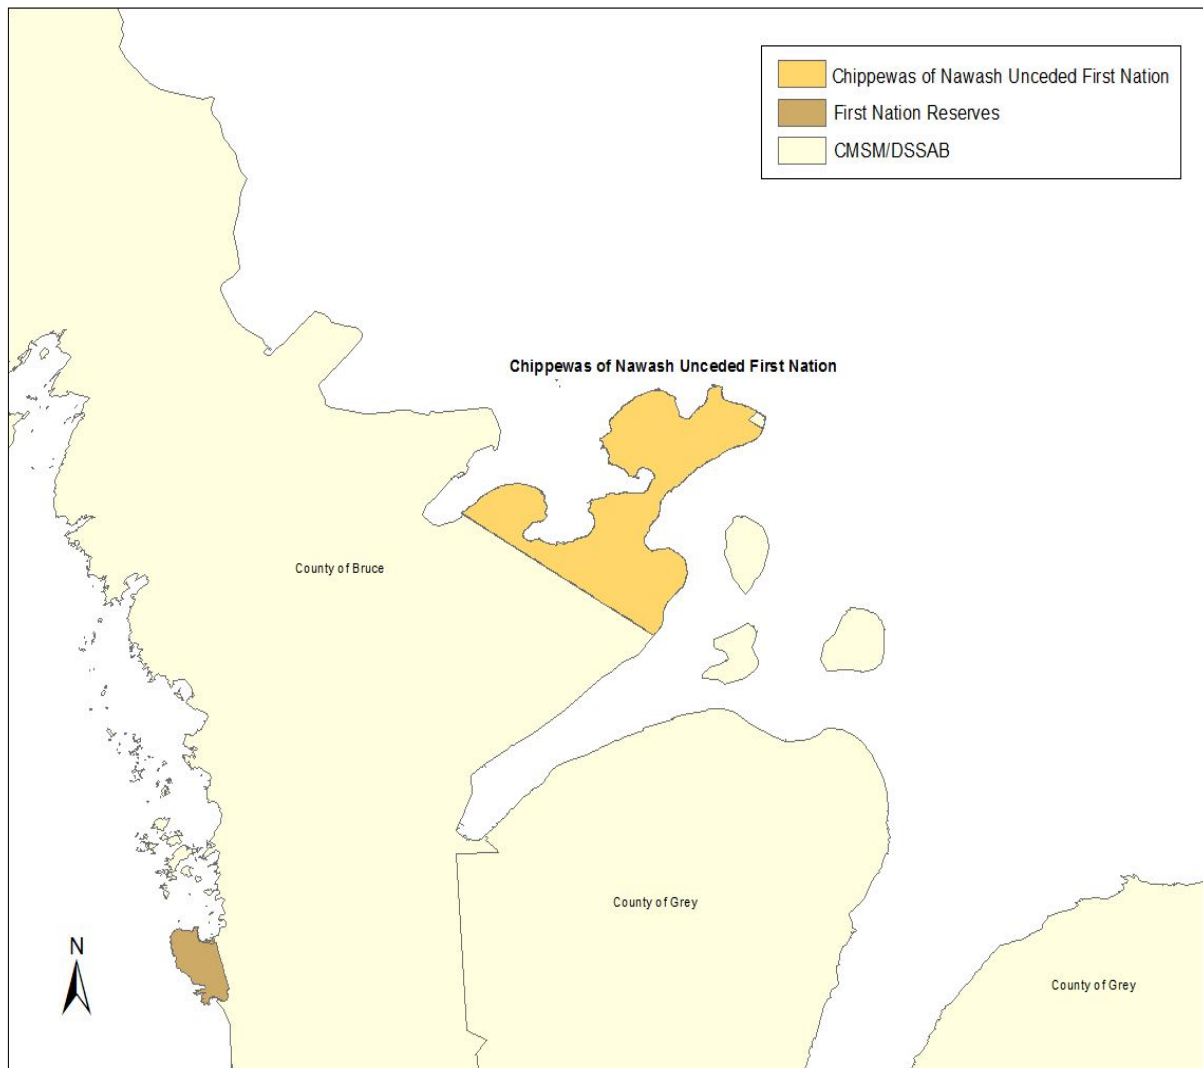 Chippewas of Nawash Unceded First Nation
First Nation Reserves
CMSM/DSSAB
Chippewas of Nawash Unceded First Nation
County of Bruce
County of Grey
N
County of Grey